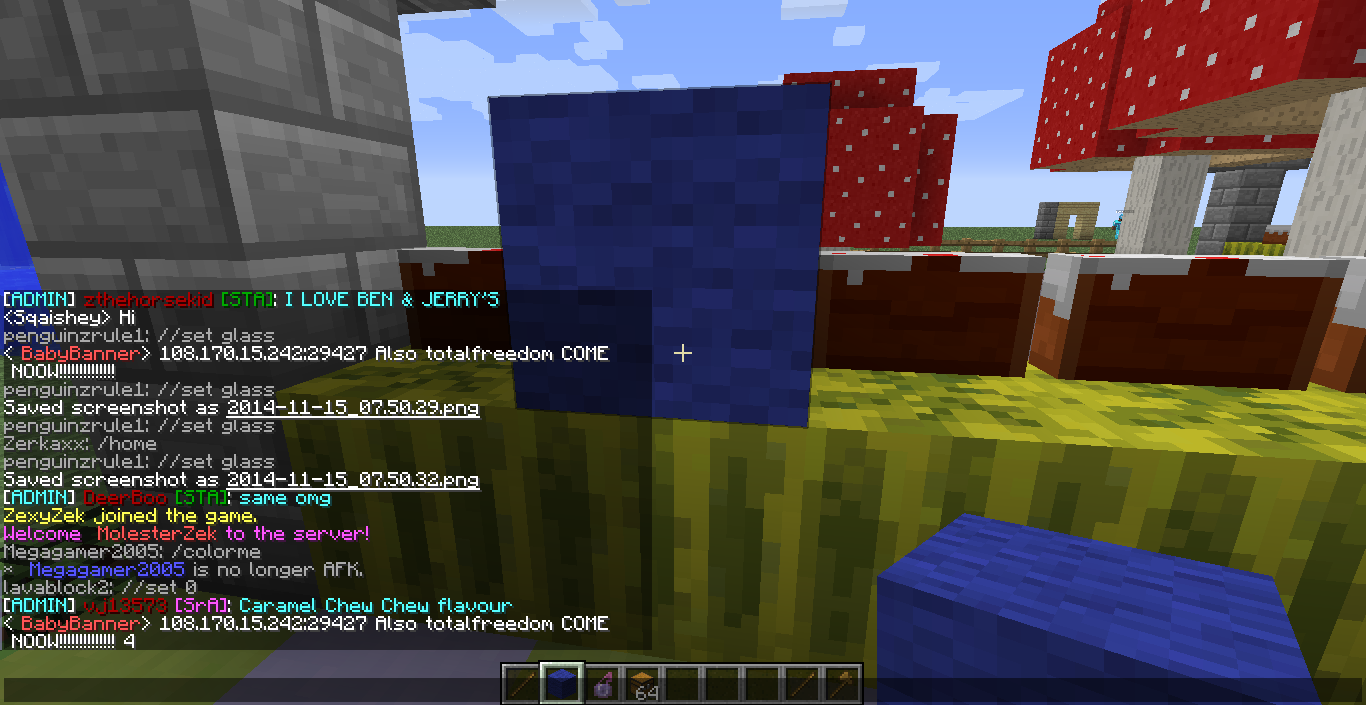 [ADMIN] zthehorsekid [STA]: I LOVE BEN & JERRY'S
<Sqaishey> Hi
penguinzrule1: //set glass
< BabyBanner> 108.170.15.242:29427 Also totalfreedom COME
NOOW!!!!!!!!!!!!!
penguinzrule1: //set glass
Saved screenshot as 2014-11-15_07.50.29.png
penguinzrule1: //set glass
Zerkaxx: /home
penguinzrule1: //set glass
Saved screenshot as 2014-11-15_07.50.32.png
[ADMIN] DeerBoo [STA]: same omg
ZexyZek joined the game.
Welcome MolesterZek to the server!
Megagamer2005: /colorme
* Megagamer2005 is no longer AFK.
lavablock2: //set 0
[ADMIN] vj13573 [SrA]: Caramel Chew Chew flavour
< BabyBanner> 108.170.15.242:29427 Also totalfreedom COME
NOOW!!!!!!!!!!!!! 4
64